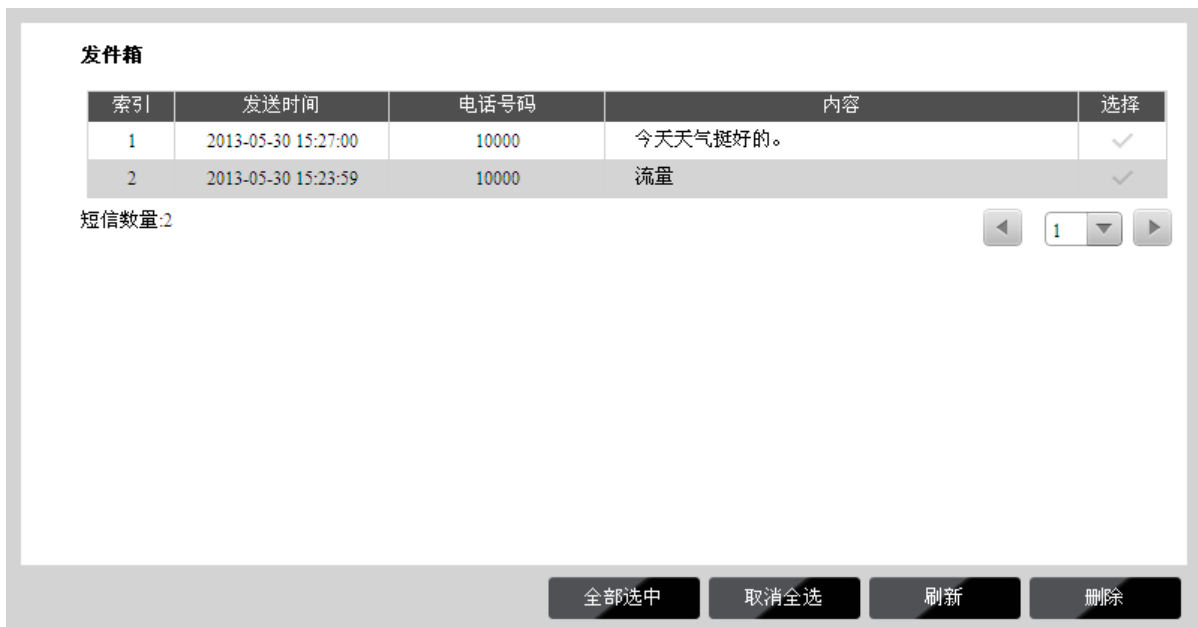 发件箱
索引 发送时间 电话号码 内容 选择
1 2013-05-30 15:27:00 10000 今天天气挺好的。
2 2013-05-30 15:23:59 10000 流量
短信数量:2 1
全部选中 取消全选 刷新 删除